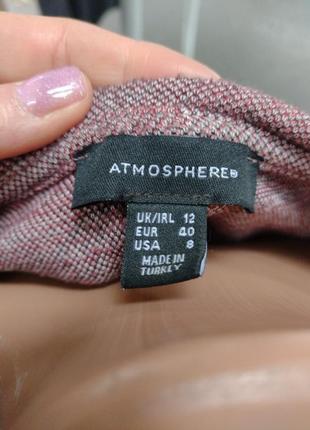 ATMOSPHERE®
UK/IRL 12
EUR 40
USA 8
MADE IN
TURKEY